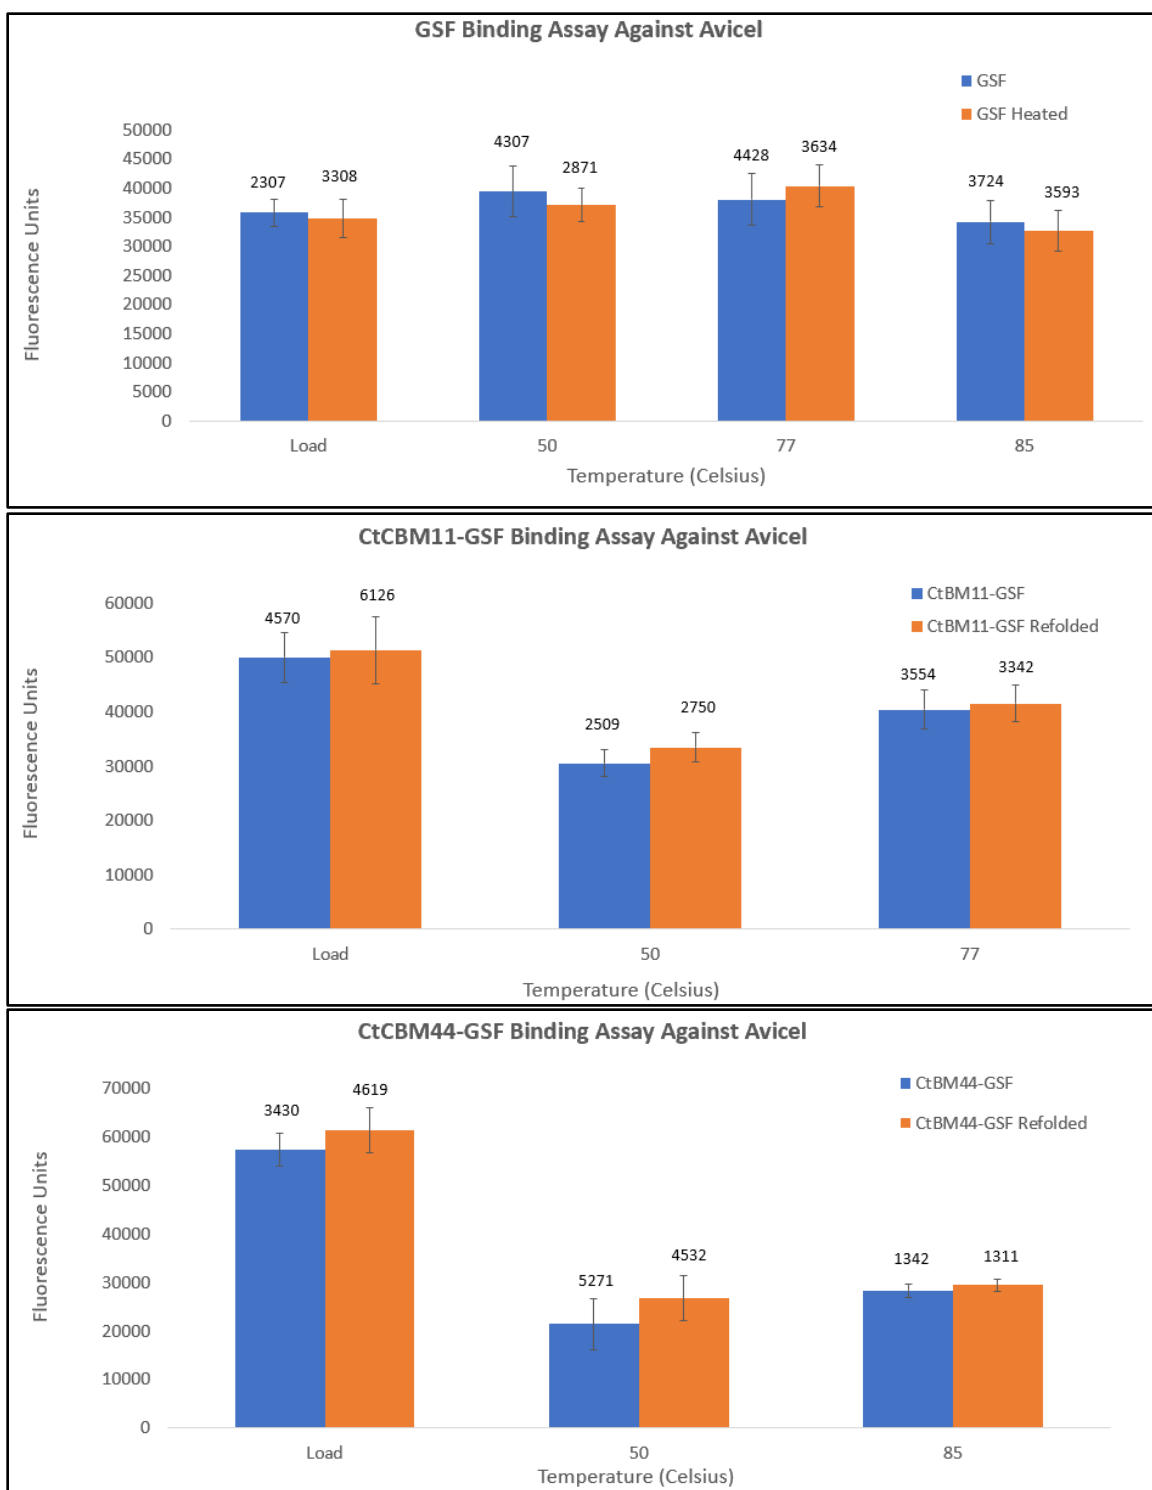 GSF Binding Assay Against Avicel
GSF
GSF Heated
50000
45000
40000
35000
30000
25000
20000
15000
10000
5000
0
2307
3308
4307
2871
4428
3634
3724
3593
Fluorescence Units
Load
50
77
85
Temperature (Celsius)
CtCBM11-GSF Binding Assay Against Avicel
CtBM11-GSF
CtBM11-GSF Refolded
60000
50000
40000
30000
20000
10000
0
4570
6126
2509
2750
3554
3342
Fluorescence Units
Load
50
77
Temperature (Celsius)
CtCBM44-GSF Binding Assay Against Avicel
CtBM44-GSF
CtBM44-GSF Refolded
70000
60000
50000
40000
30000
20000
10000
0
3430
4619
5271
4532
1342
1311
Fluorescence Units
Load
50
85
Temperature (Celsius)